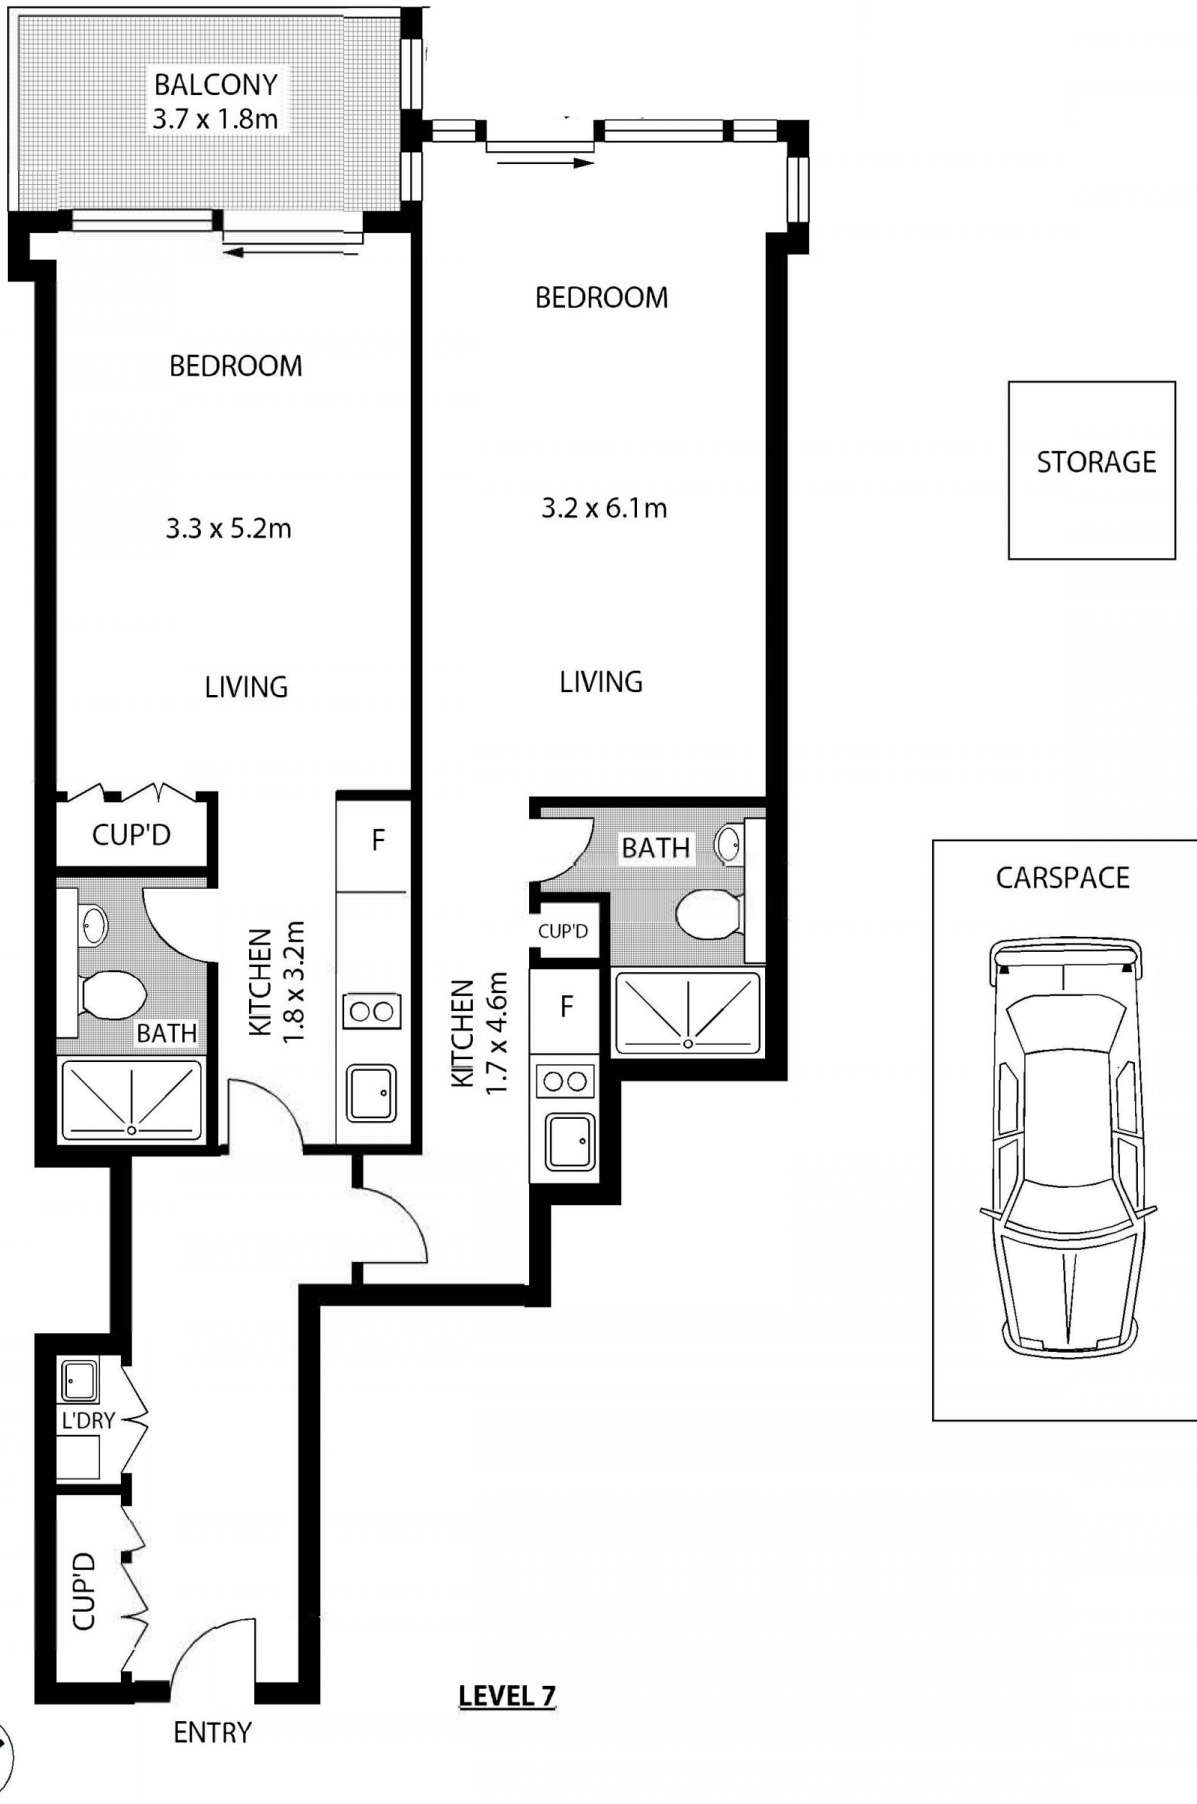 BALCONY
3.7 x 1.8m
BEDROOM
3.3 x 5.2m
LIVING
BEDROOM
3.2 x 6.1m
LIVING
STORAGE
CUP'D
F
BATH
KITCHEN
1.8 x 3.2m
BATH
CUP'D
F
KITCHEN
1.7 x 4.6m
CARSPACE
L'DRY
CUP'D
ENTRY
LEVEL 7